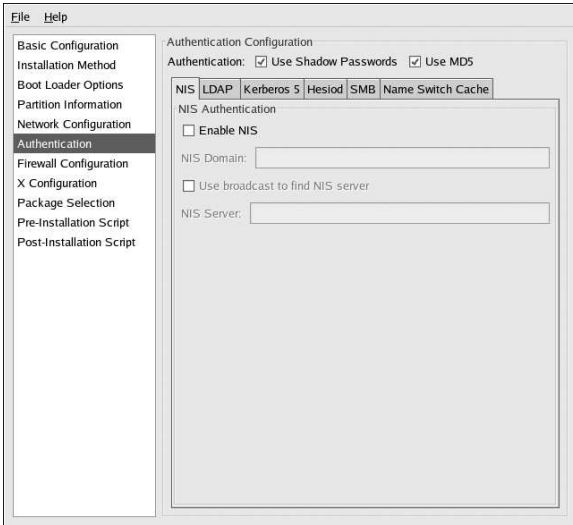 File Help
Basic Configuration
Installation Method
Boot Loader Options
Partition Information
Network Configuration
Authentication
Firewall Configuration
X Configuration
Package Selection
Pre-Installation Script
Post-Installation Script
Authentication Configuration
Authentication: Use Shadow Passwords Use MD5
NIS LDAP Kerberos 5 Hesiod SMB Name Switch Cache
NIS Authentication
Enable NIS
NIS Domain:
Use broadcast to find NIS server
NIS Server: